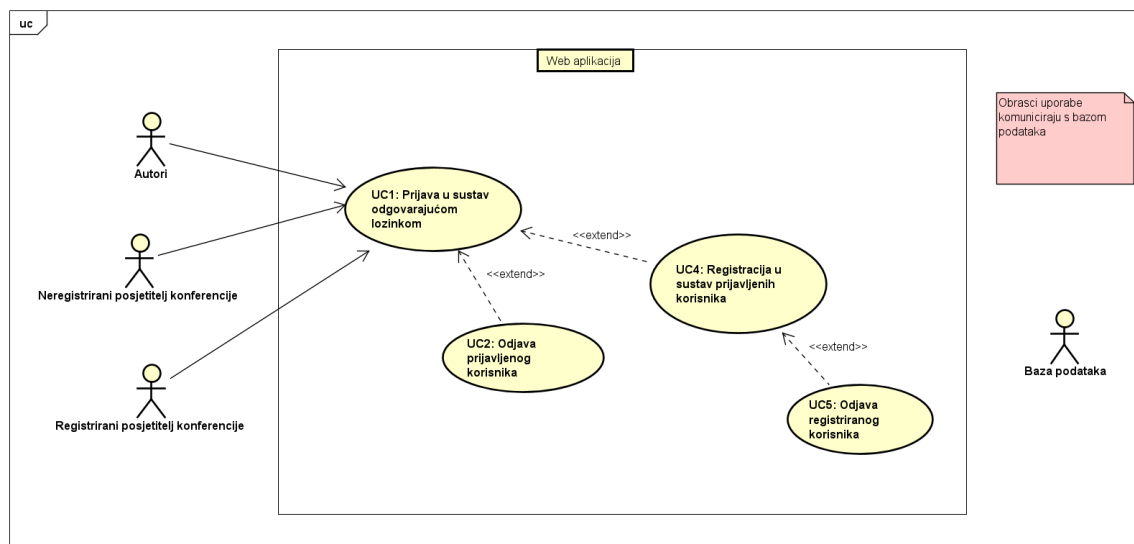 uc
Web aplikacija
Obrasci uporabe
komuniciraju s bazom
podataka
Autori
UC1: Prijava u sustav
odgovarajućom
lozinkom
<<extend>>
Neregistrirani posjetitelj konferencije
<<extend>>
UC4: Registracija u
sustav prijavljenih
korisnika
UC2: Odjava
prijavljenog
korisnika
<<extend>>
Baza podataka
Registrirani posjetitelj konferencije
UC5: Odjava
registriranog
korisnika